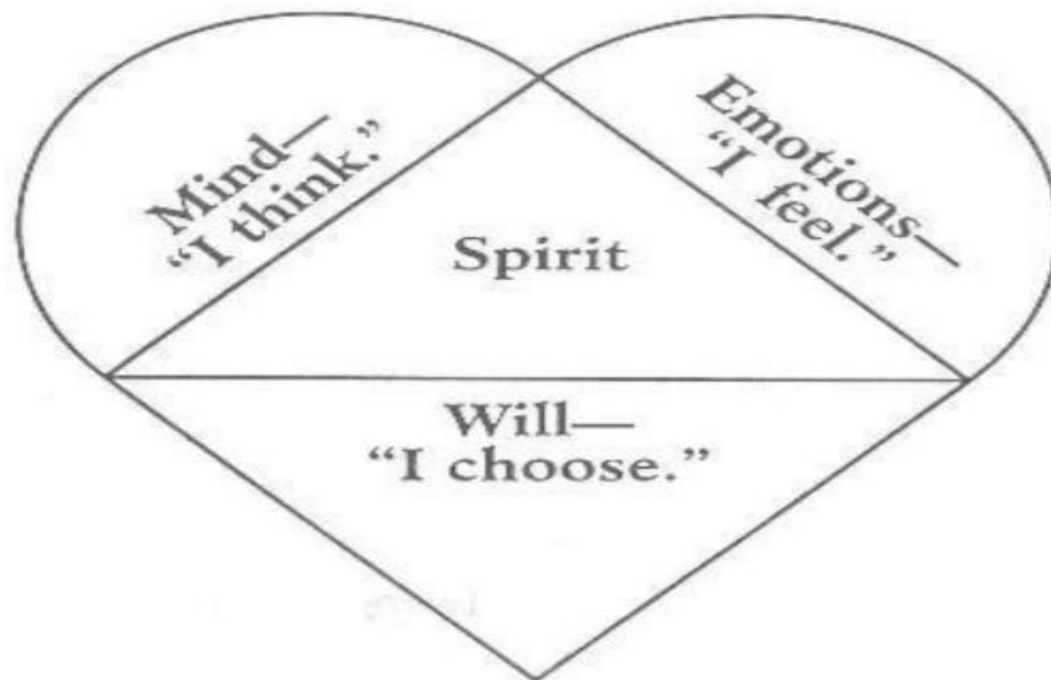 Mind—
“I think.”
Emotions—
“I feel.”
Spirit
Will—
“I choose.”